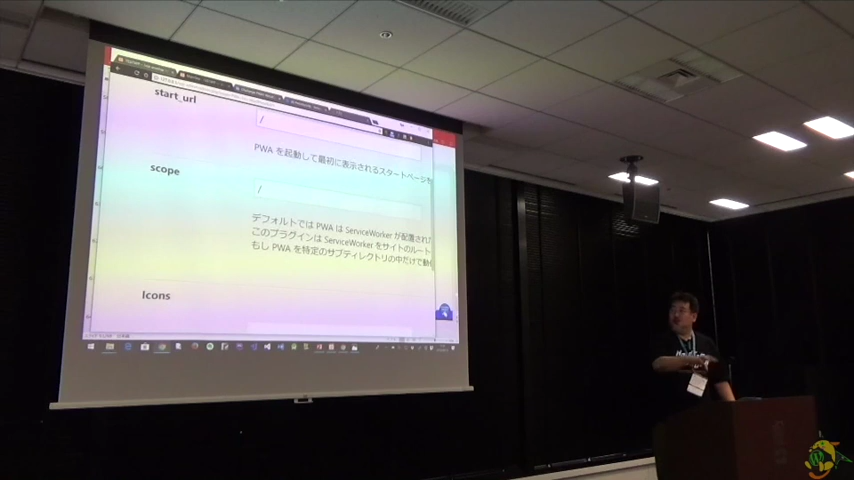 start_url
/
PWA を起動して最初に表示されるスタートページを
scope
/
デフォルトでは PWA は ServiceWorker が配置された
このプラグインは ServiceWorker をサイトのルート
もし PWA を特定のサブディレクトリの中だけで動
Icons